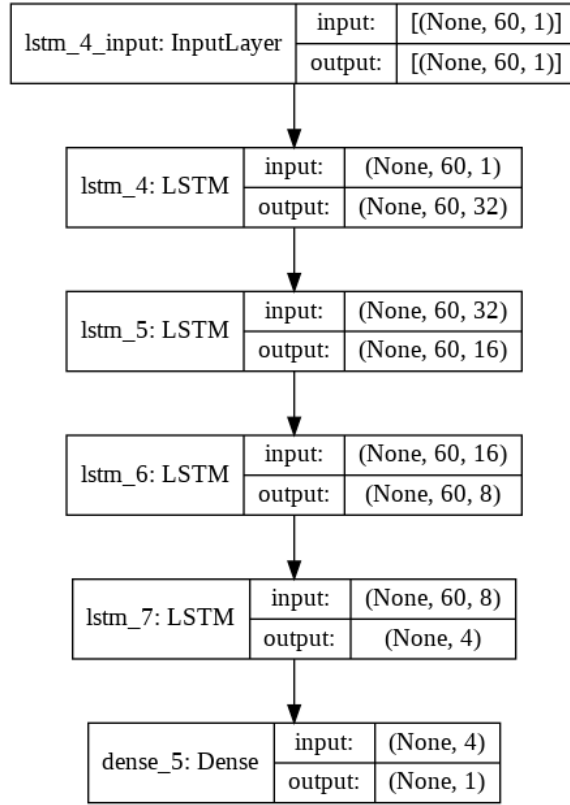 lstm_4_input: InputLayer
input: [(None, 60, 1)]
output: [(None, 60, 1)]
lstm_4: LSTM
input: (None, 60, 1)
output: (None, 60, 32)
lstm_5: LSTM
input: (None, 60, 32)
output: (None, 60, 16)
lstm_6: LSTM
input: (None, 60, 16)
output: (None, 60, 8)
lstm_7: LSTM
input: (None, 60, 8)
output: (None, 4)
dense_5: Dense
input: (None, 4)
output: (None, 1)